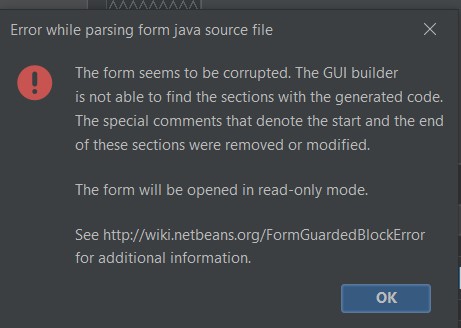 Error while parsing form java source file
The form seems to be corrupted. The GUI builder
is not able to find the sections with the generated code.
The special comments that denote the start and the end
of these sections were removed or modified.
The form will be opened in read-only mode.
See http://wiki.netbeans.org/FormGuardedBlockError
for additional information.
OK